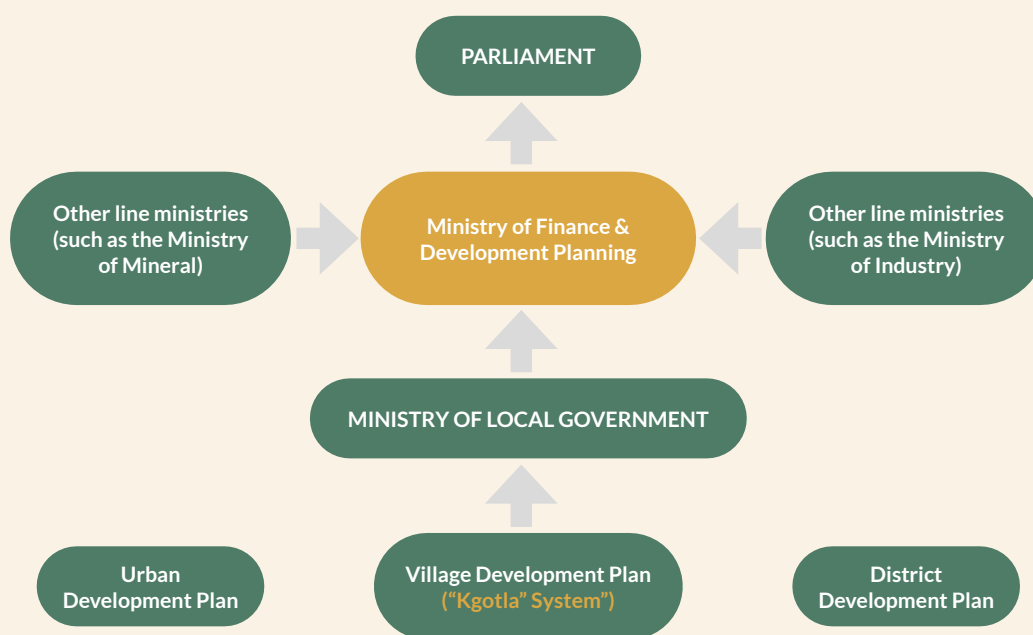 PARLIAMENT
Other line ministries
(such as the Ministry
of Mineral)
Ministry of Finance &
Development Planning
Other line ministries
(such as the Ministry
of Industry)
MINISTRY OF LOCAL GOVERNMENT
Urban
Development Plan
Village Development Plan
(“Kgotla” System”)
District
Development Plan